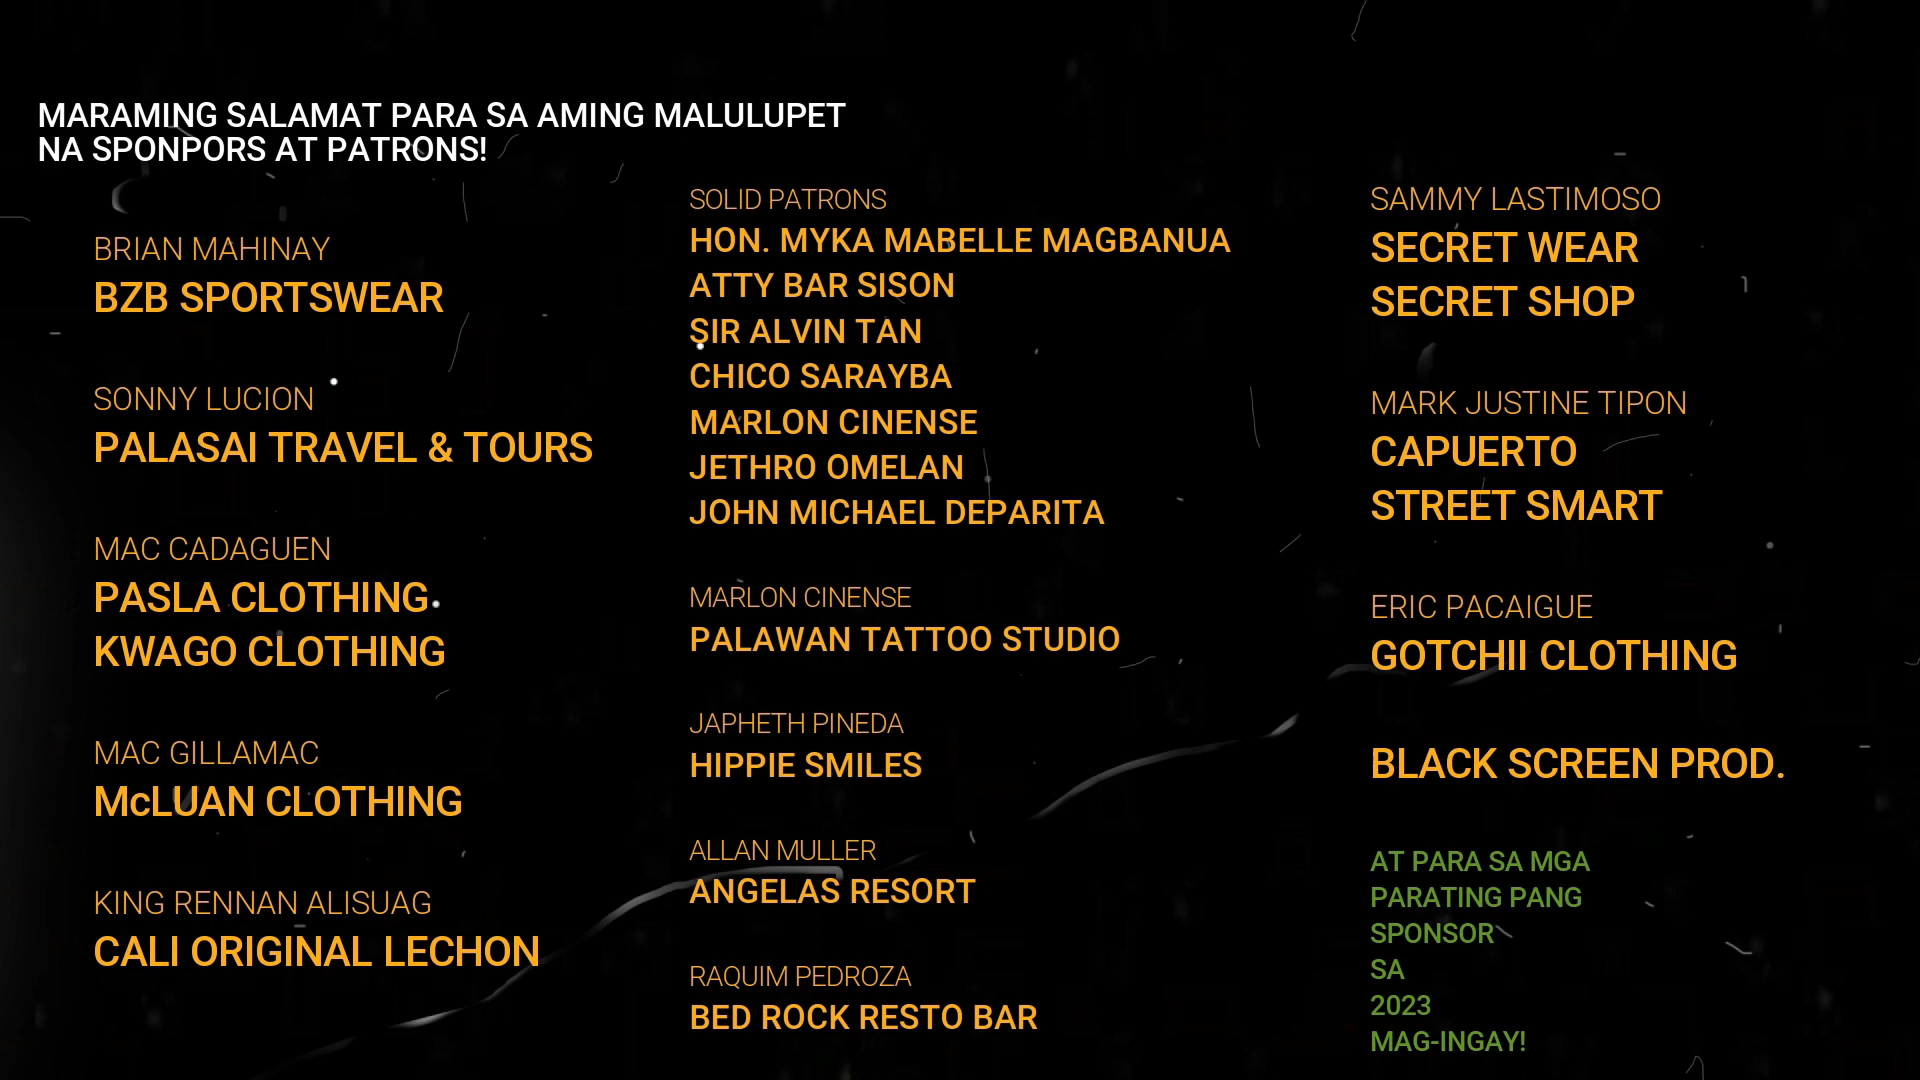 MARAMING SALAMAT PARA SA AMING MALULUPET
NA SPONPORS AT PATRONS!
BRIAN MAHINAY
BZB SPORTSWEAR
SONNY LUCION
PALASAI TRAVEL & TOURS
MAC CADAGUEN
PASLA CLOTHING
KWAGO CLOTHING
MAC GILLAMAC
McLUAN CLOTHING
KING RENNAN ALISUAG
CALI ORIGINAL LECHON
SOLID PATRONS
HON. MYKA MABELLE MAGBANUA
ATTY BAR SISON
SIR ALVIN TAN
CHICO SARAYBA
MARLON CINENSE
JETHRO OMELAN
JOHN MICHAEL DEPARITA
MARLON CINENSE
PALAWAN TATTOO STUDIO
JAPHETH PINEDA
HIPPIE SMILES
ALLAN MULLER
ANGELAS RESORT
RAQUIM PEDROZA
BED ROCK RESTO BAR
SAMMY LASTIMOSO
SECRET WEAR
SECRET SHOP
MARK JUSTINE TIPON
CAPUERTO
STREET SMART
ERIC PACAIGUE
GOTCHII CLOTHING
BLACK SCREEN PROD.
AT PARA SA MGA
PARATING PANG
SPONSOR
SA
2023
MAG-INGAY!